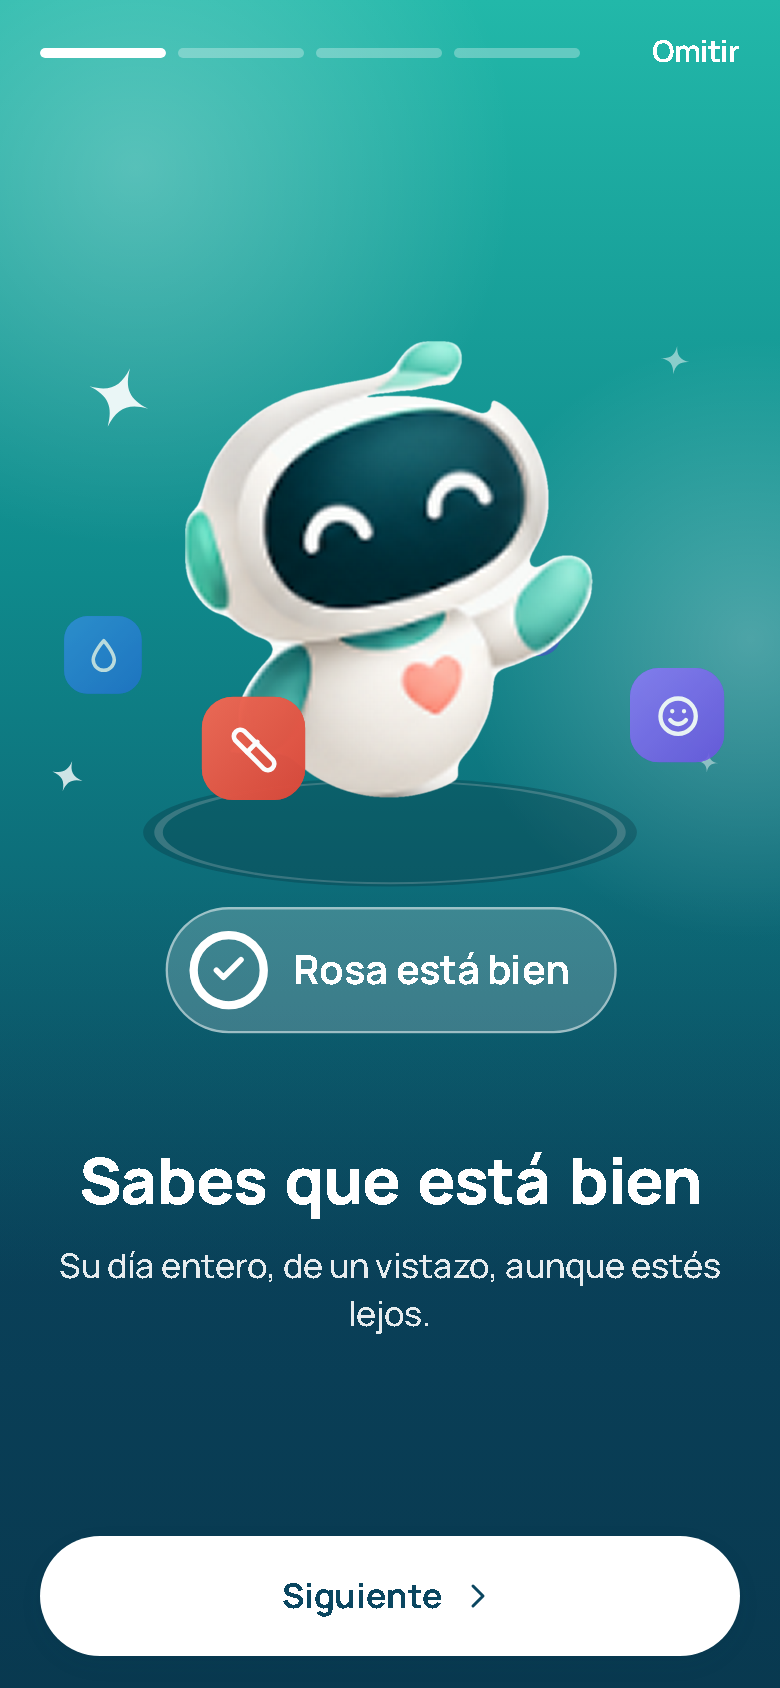 Omitir
Rosa está bien
Sabes que está bien
Su día entero, de un vistazo, aunque estés
lejos.
Siguiente